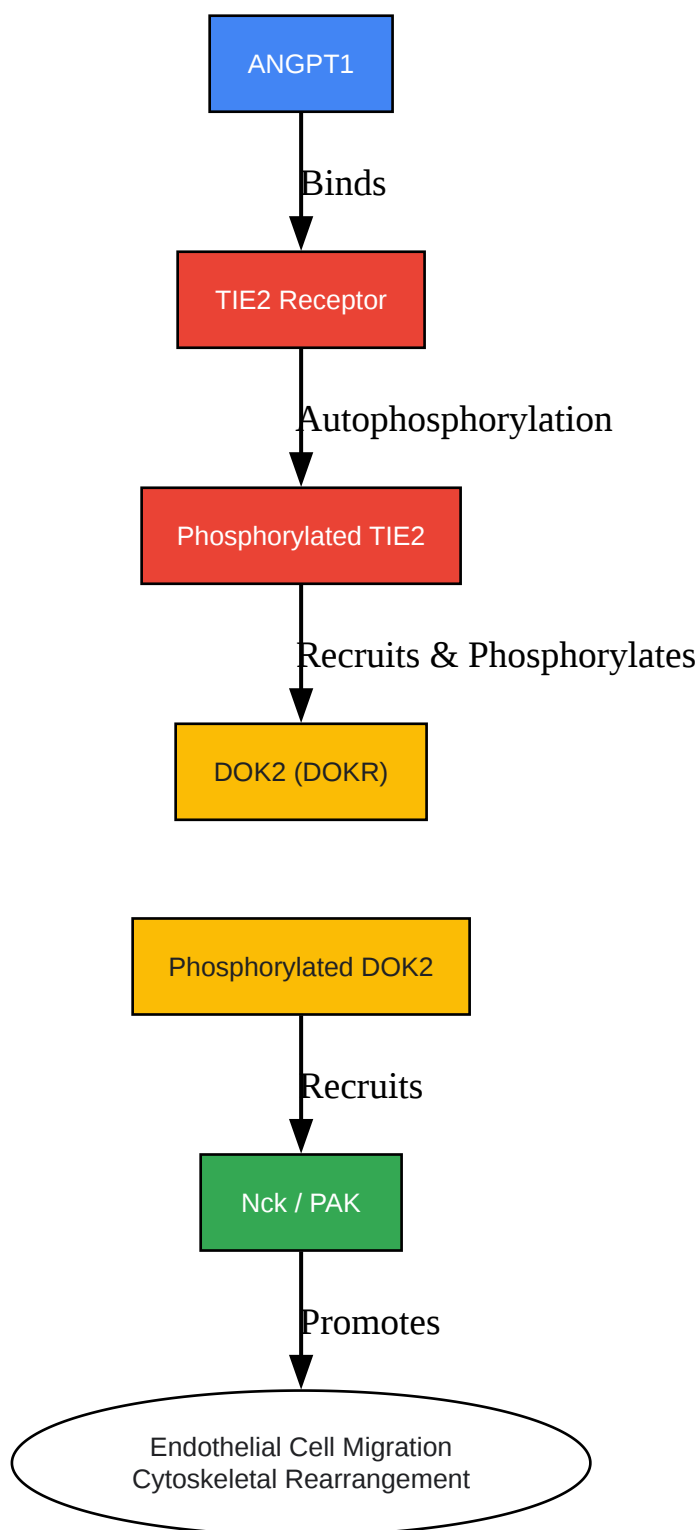 ANGPT1
Binds
TIE2 Receptor
Autophosphorylation
Phosphorylated TIE2
Recruits & Phosphorylates
DOK2 (DOKR)
Phosphorylated DOK2
Recruits
Nck / PAK
Promotes
Endothelial Cell Migration
Cytoskeletal Rearrangement